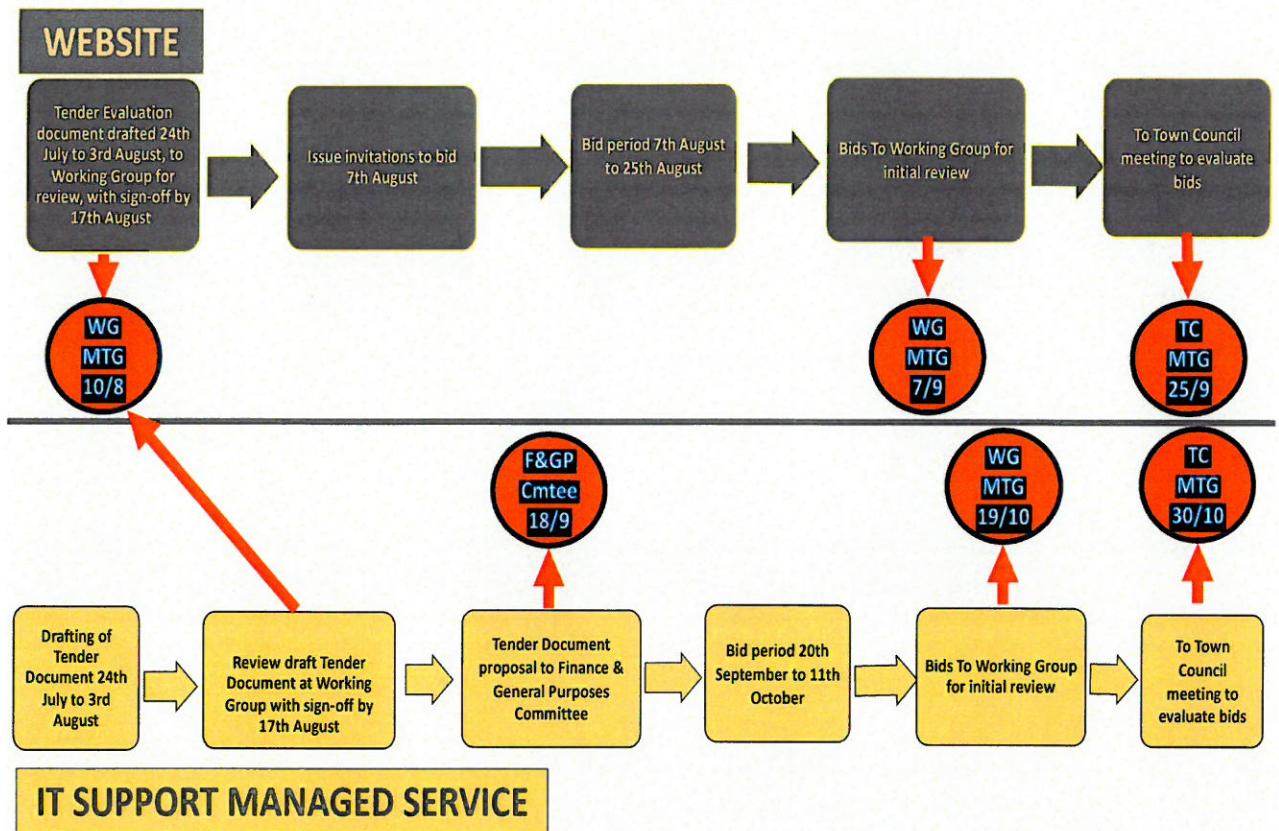 WEBSITE
Tender Evaluation
document drafted 24th
July to 3rd August, to
Working Group for
review, with sign-off by
17th August
Issue invitations to bid
7th August
Bid period 7th August
to 25th August
Bids To Working Group for
initial review
To Town Council
meeting to evaluate
bids
WG
MTG
10/8
WG
MTG
7/9
TC
MTG
25/9
F&GP
Cmtee
18/9
WG
MTG
19/10
TC
MTG
30/10
Drafting of
Tender
Document 24th
July to 3rd
August
Review draft Tender
Document at Working
Group with sign-off by
17th August
Tender Document
proposal to Finance &
General Purposes
Committee
Bid period 20th
September to 11th
October
Bids To Working Group
for initial review
To Town
Council
meeting to
evaluate bids
IT SUPPORT MANAGED SERVICE